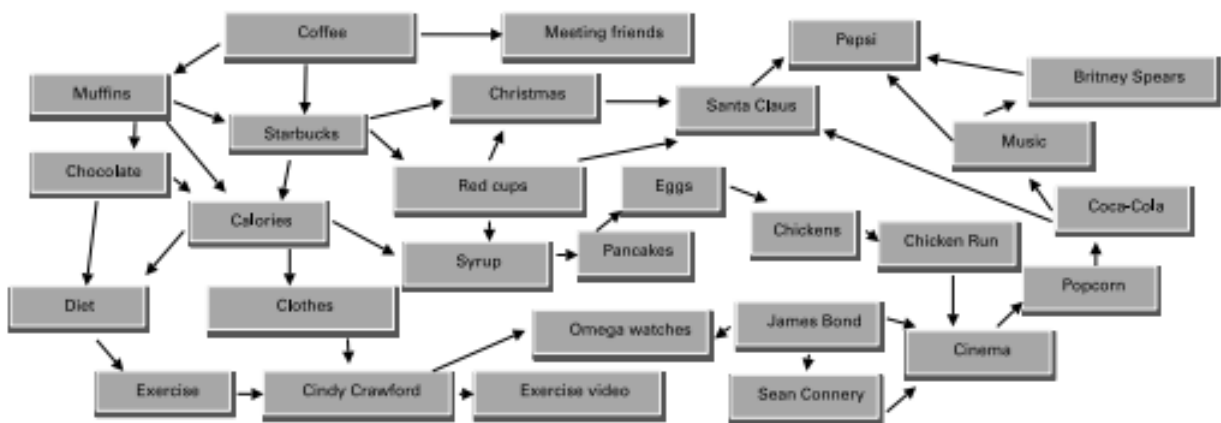 Coffee
Meeting friends
Pepsi
Muffins
Christmas
Santa Claus
Britney Spears
Starbucks
Music
Chocolate
Red cups
Eggs
Coca-Cola
Calories
Chickens
Chicken Run
Syrup
Pancakes
Popcorn
Diet
Clothes
Omega watches
James Bond
Cinema
Exercise
Cindy Crawford
Exercise video
Sean Connery